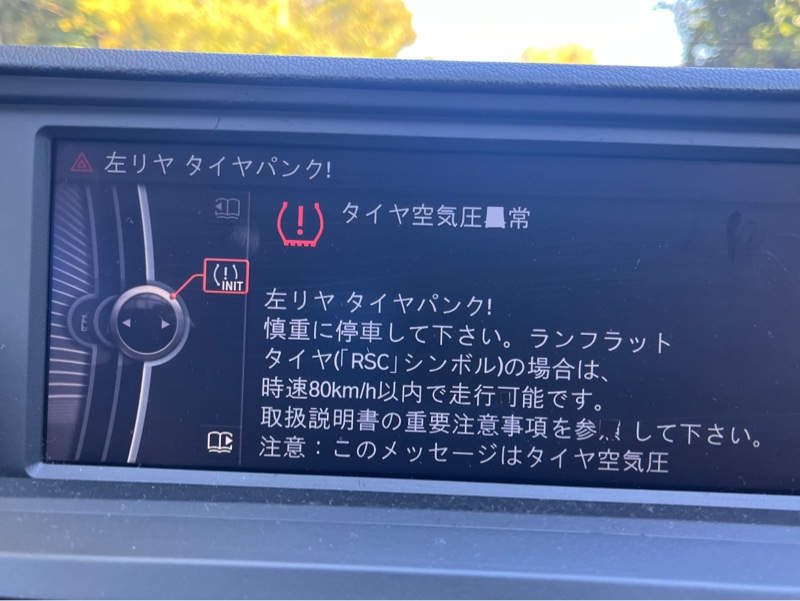 左リヤ タイヤパンク!
タイヤ空気圧 常
INIT
左リヤ タイヤパンク!
慎重に停車して下さい。ランフラット
タイヤ(「RSC」シンボル)の場合は、
時速80km/h以内で走行 能です。
取扱説明書の重要注意事項を参 して下さい。
注意:このメッセージはタイヤ空気圧